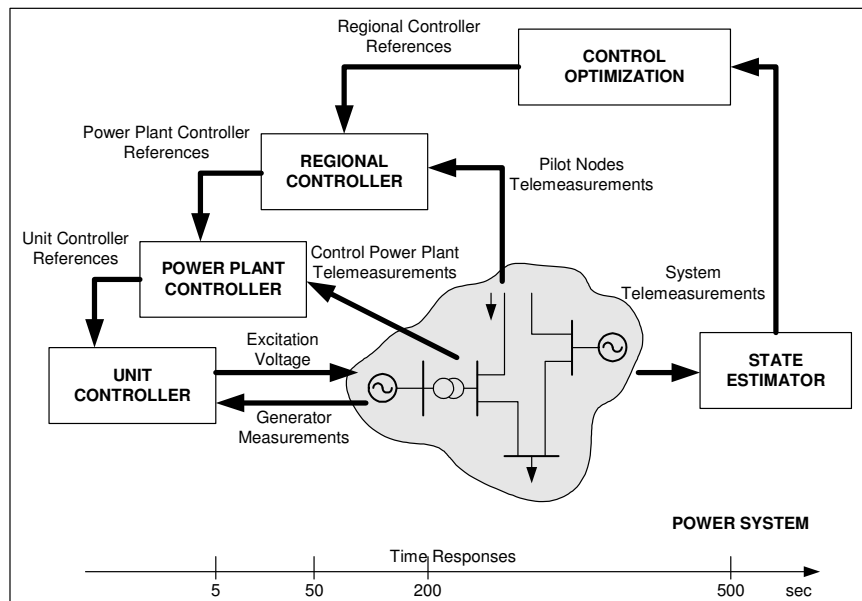 Regional Controller
References
CONTROL
OPTIMIZATION
Power Plant Controller
References
REGIONAL
CONTROLLER
Pilot Nodes
Telemeasurements
Unit Controller
References
POWER PLANT
CONTROLLER
Control Power Plant
Telemeasurements
System
Telemeasurements
Excitation
Voltage
UNIT
CONTROLLER
Generator
Measurements
STATE
ESTIMATOR
POWER SYSTEM
Time Responses
5 50 200 500 sec